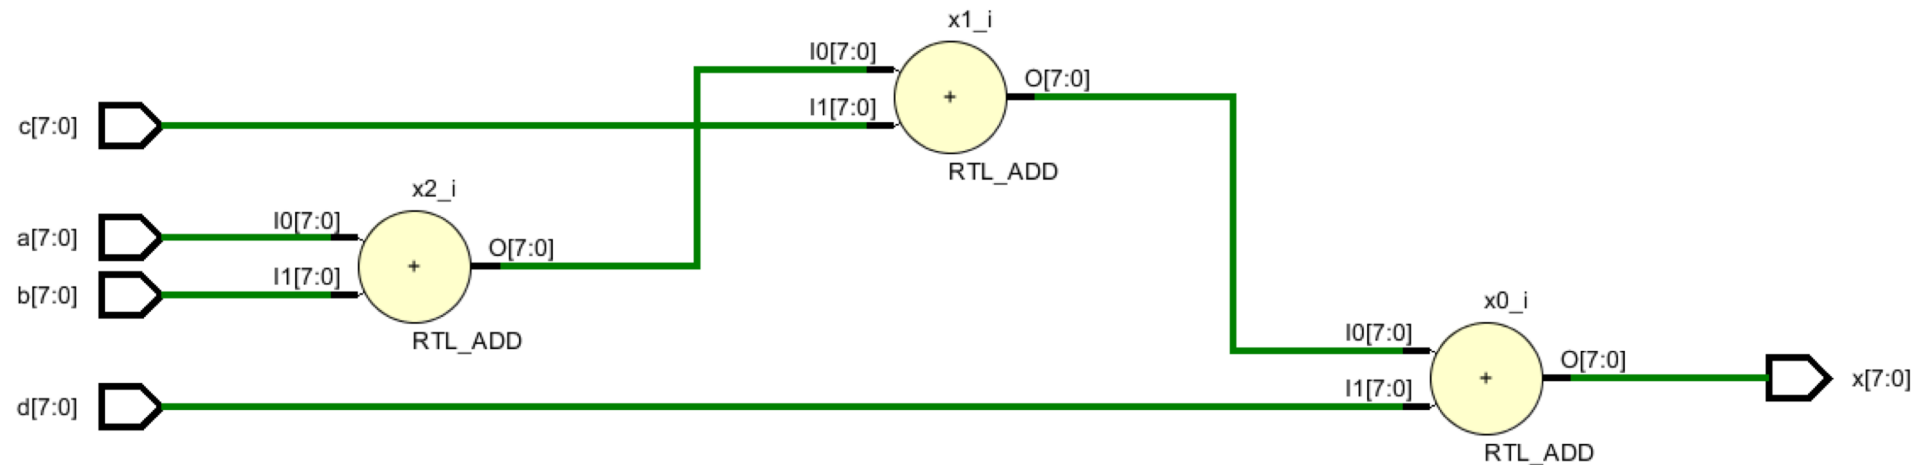 x1_i
I0[7:0]
O[7:0]
I1[7:0]
c[7:0]
+
RTL_ADD
x2_i
I0[7:0]
a[7:0]
O[7:0]
+
I1[7:0]
b[7:0]
RTL_ADD
x0_i
I0[7:0]
O[7:0]
+
x[7:0]
I1[7:0]
d[7:0]
RTL_ADD